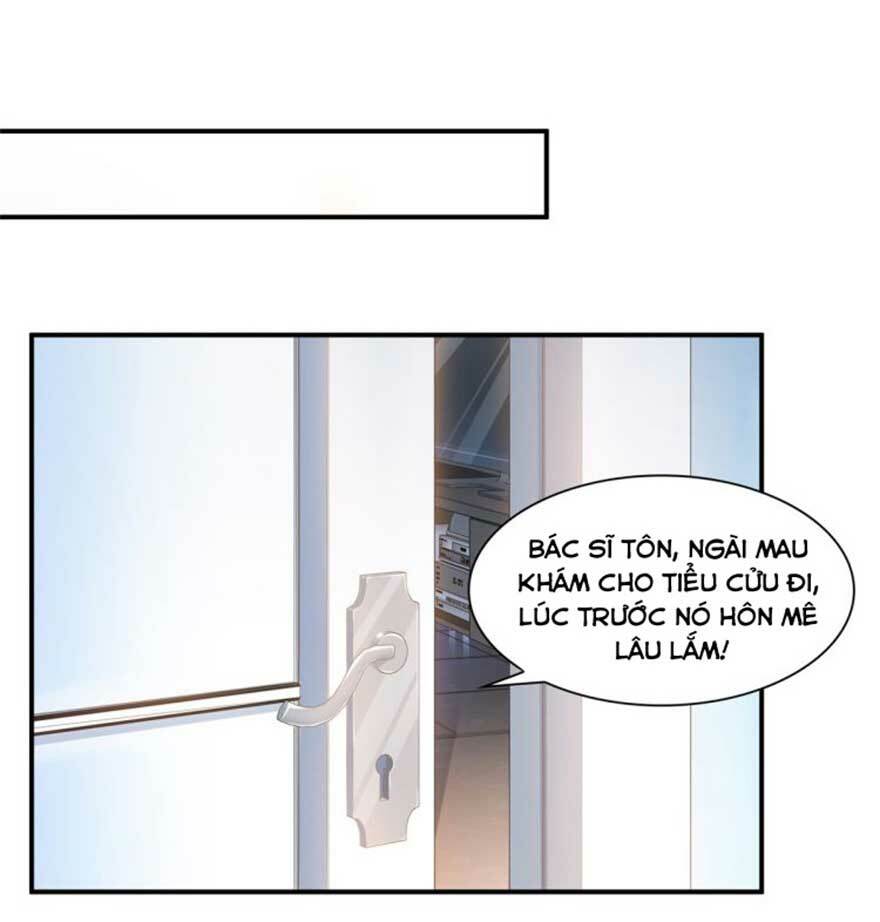 BÁC SĨ TÔN, NGÀI MAU
KHÁM CHO TIỂU CỬU ĐI,
LÚC TRƯỚC NÓ HÔN MÊ
LÂU LẮM!